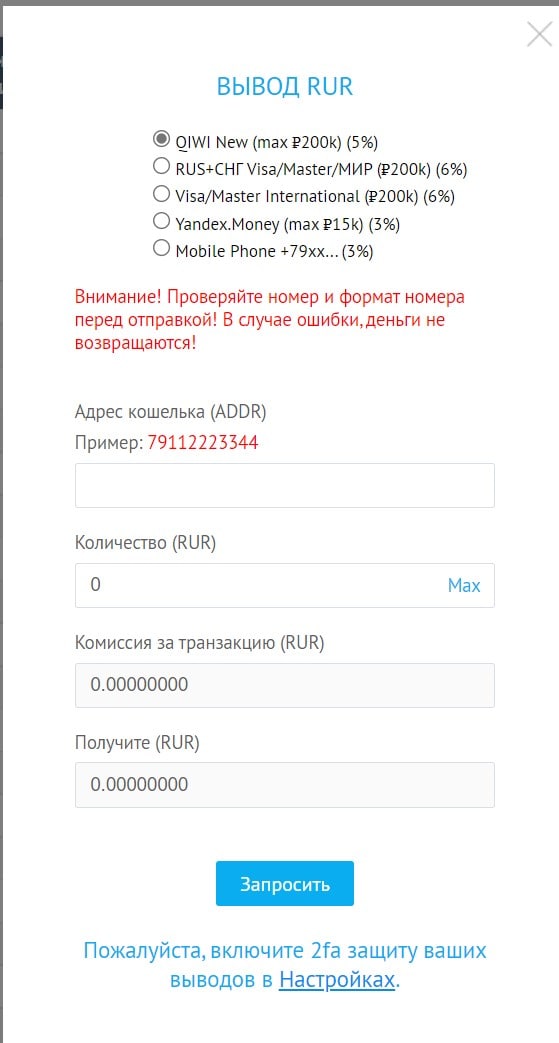 ВЫВОД RUR
QIWI New (max ₽200k) (5%)
RUS+СНГ Visa/Master/МИР (₽200k) (6%)
Visa/Master International (₽200k) (6%)
Yandex.Money (max ₽15k) (3%)
Mobile Phone +79xx... (3%)
Внимание! Проверяйте номер и формат номера
перед отправкой! В случае ошибки, деньги не
возвращаются!
Адрес кошелька (ADDR)
Пример: 79112223344
Количество (RUR)
0 Max
Комиссия за транзакцию (RUR)
0.00000000
Получите (RUR)
0.00000000
Запросить
Пожалуйста, включите 2fa защиту ваших
выводов в Настройках.